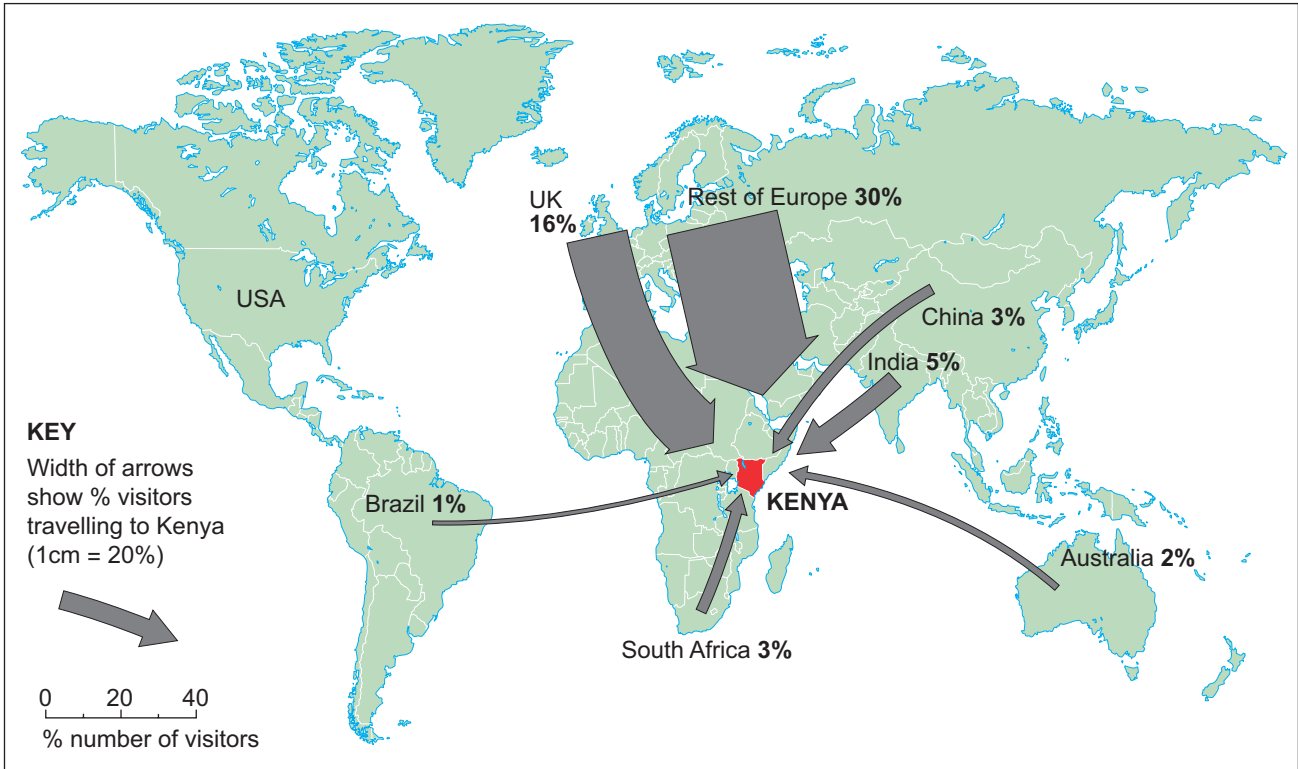 UK
16%
Rest of Europe 30%
USA
China 3%
India 5%
KEY
Width of arrows
show % visitors
travelling to Kenya
(1cm = 20%)
Brazil 1%
KENYA
Australia 2%
South Africa 3%
0 20 40
% number of visitors